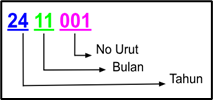 24 11 001
No Urut
Bulan
Tahun